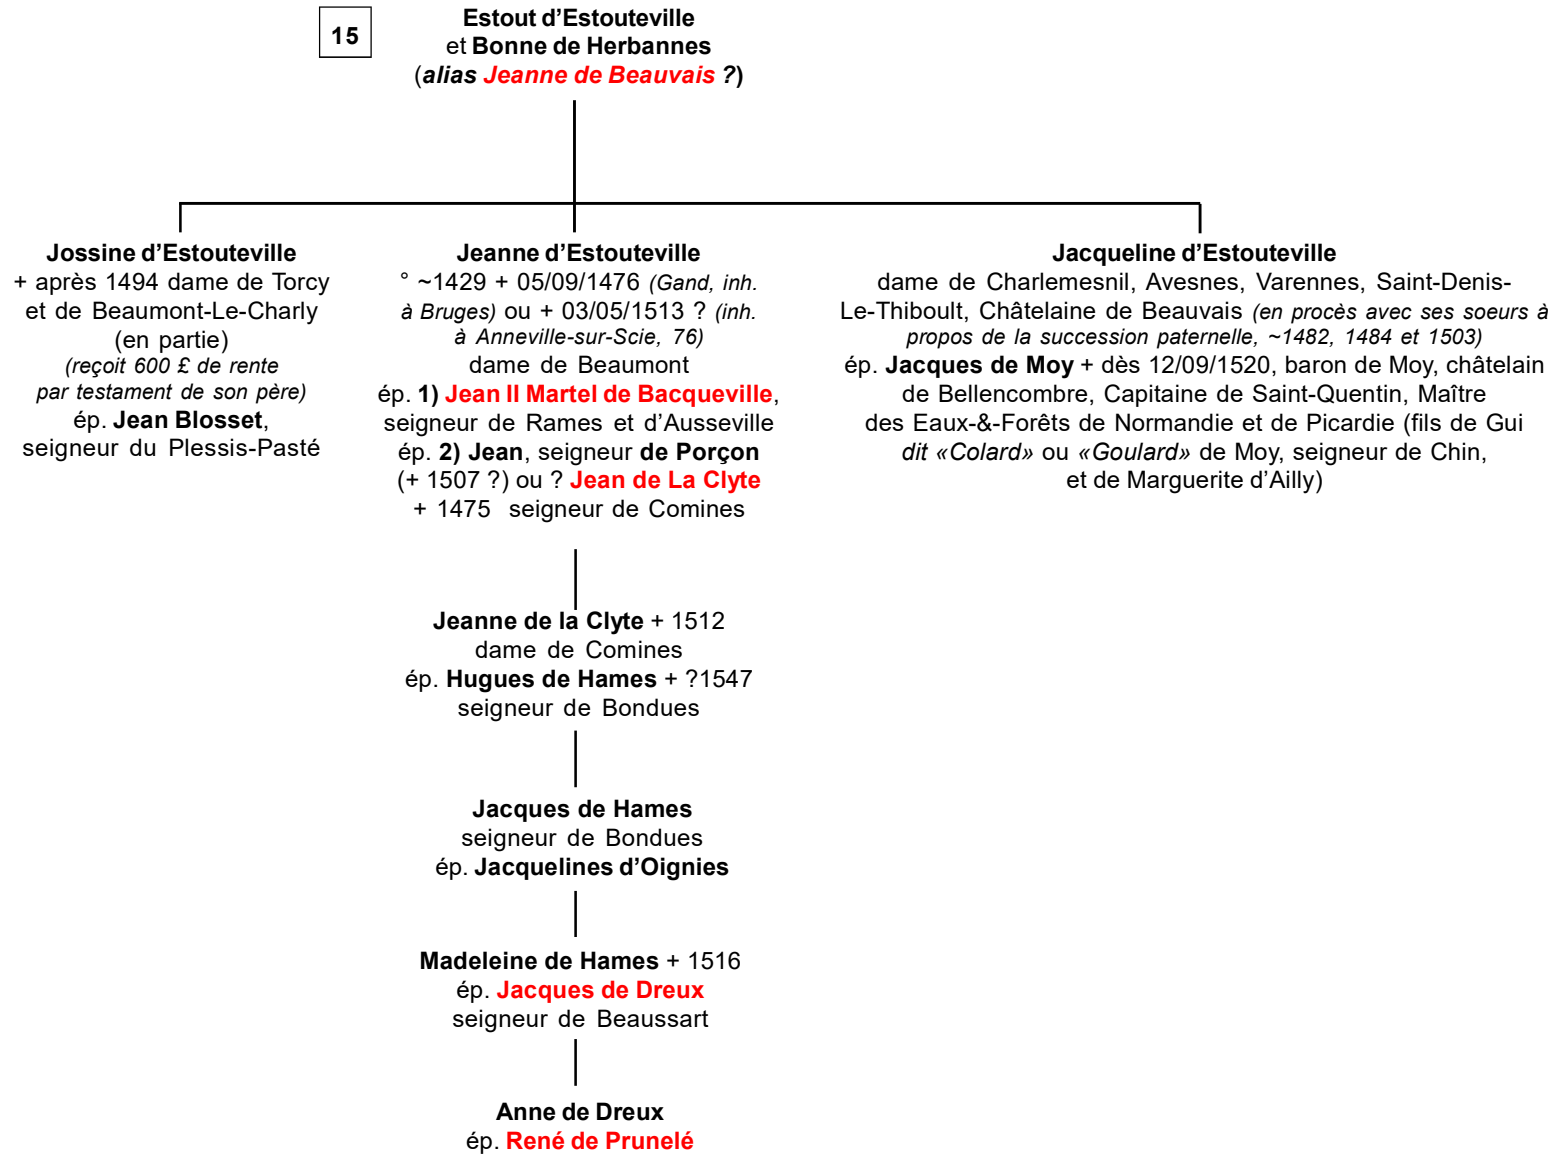 15
Estout d’Estouteville
et Bonne de Herbannes
(alias Jeanne de Beauvais ?)
Jossine d’Estouteville
+ après 1494 dame de Torcy
et de Beaumont-Le-Charly
(en partie)
(reçoit 600 £ de rente
par testament de son père)
ép. Jean Blosset,
seigneur du Plessis-Pasté
Jeanne d’Estouteville
° ~1429 + 05/09/1476 (Gand, inh.
à Bruges) ou + 03/05/1513 ? (inh.
à Anneville-sur-Scie, 76)
dame de Beaumont
ép. 1) Jean II Martel de Bacqueville,
seigneur de Rames et d’Ausseville
ép. 2) Jean, seigneur de Porçon
(+ 1507 ?) ou ? Jean de La Clyte
+ 1475 seigneur de Comines
Jacqueline d’Estouteville
dame de Charlemesnil, Avesnes, Varennes, Saint-Denis-
Le-Thiboult, Châtelaine de Beauvais (en procès avec ses soeurs à
propos de la succession paternelle, ~1482, 1484 et 1503)
ép. Jacques de Moy + dès 12/09/1520, baron de Moy, châtelain
de Bellencombre, Capitaine de Saint-Quentin, Maître
des Eaux-&-Forêts de Normandie et de Picardie (fils de Gui
dit «Colard» ou «Goulard» de Moy, seigneur de Chin,
et de Marguerite d’Ailly)
Jeanne de la Clyte + 1512
dame de Comines
ép. Hugues de Hames + ?1547
seigneur de Bondues
Jacques de Hames
seigneur de Bondues
ép. Jacquelines d’Oignies
Madeleine de Hames + 1516
ép. Jacques de Dreux
seigneur de Beaussart
Anne de Dreux
ép. René de Prunelé